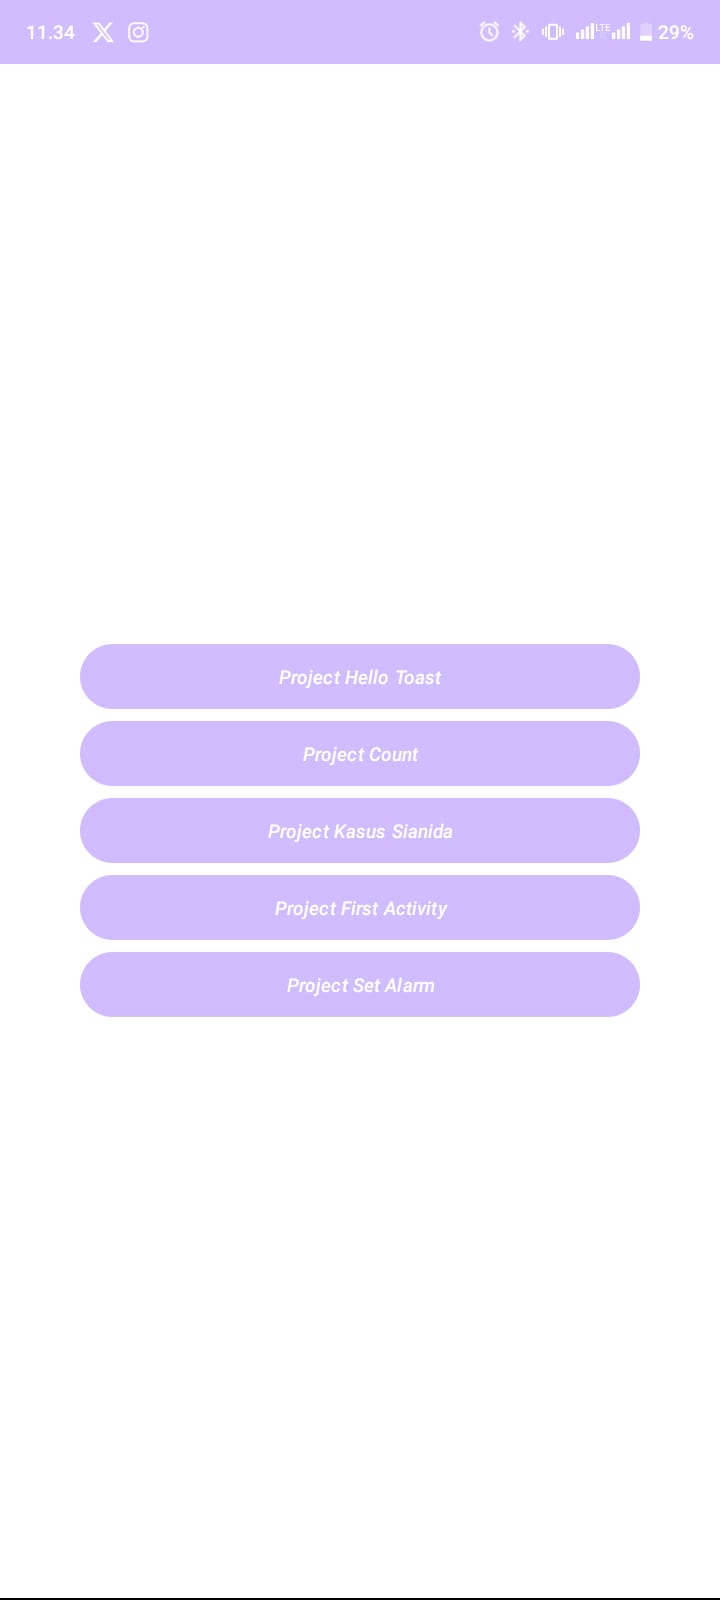 11.34
LTE
29%
Project Hello Toast
Project Count
Project Kasus Sianida
Project First Activity
Project Set Alarm